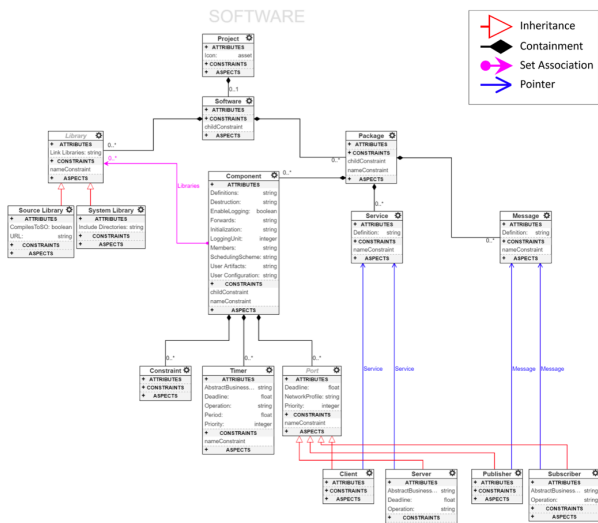 SOFTWARE
Inheritance
Containment
Set Association
Pointer
Project
+ ATTRIBUTES
Icon: asset
+ CONSTRAINTS
+ ASPECTS
0..1
Software
+ ATTRIBUTES
+ CONSTRAINTS
childConstraint
+ ASPECTS
Library
+ ATTRIBUTES
Link Libraries: string
+ CONSTRAINTS
nameConstraint
+ ASPECTS
0..*
0..*
Libraries
Package
+ ATTRIBUTES
+ CONSTRAINTS
childConstraint
nameConstraint
+ ASPECTS
0..*
0..*
Component
+ ATTRIBUTES
Definitions: string
Destruction: string
EnableLogging: boolean
Forwards: string
Initialization: string
LoggingUnit: integer
Members: string
SchedulingScheme: string
User Artifacts: string
User Configuration: string
+ CONSTRAINTS
childConstraint
nameConstraint
+ ASPECTS
Source Library
+ ATTRIBUTES
CompilesToSO: boolean
URL: string
+ CONSTRAINTS
+ ASPECTS
System Library
+ ATTRIBUTES
Include Directories: string
+ CONSTRAINTS
+ ASPECTS
0..*
Service
+ ATTRIBUTES
Definition: string
+ CONSTRAINTS
nameConstraint
+ ASPECTS
Message
+ ATTRIBUTES
Definition: string
+ CONSTRAINTS
nameConstraint
+ ASPECTS
0..*
0..*
0..*
0..*
Constraint
+ ATTRIBUTES
+ CONSTRAINTS
+ ASPECTS
Timer
+ ATTRIBUTES
AbstractBusiness... string
Deadline: float
Operation: string
Period: float
Priority: integer
+ CONSTRAINTS
nameConstraint
+ ASPECTS
Port
+ ATTRIBUTES
Deadline: float
NetworkProfile: string
Priority: integer
+ CONSTRAINTS
nameConstraint
+ ASPECTS
Service
Service
Message
Message
Client
+ ATTRIBUTES
+ CONSTRAINTS
+ ASPECTS
Server
+ ATTRIBUTES
AbstractBusiness... string
Deadline: float
Operation: string
+ CONSTRAINTS
Publisher
+ ATTRIBUTES
+ CONSTRAINTS
+ ASPECTS
Subscriber
+ ATTRIBUTES
AbstractBusiness... string
Operation: string
+ CONSTRAINTS
+ ASPECTS